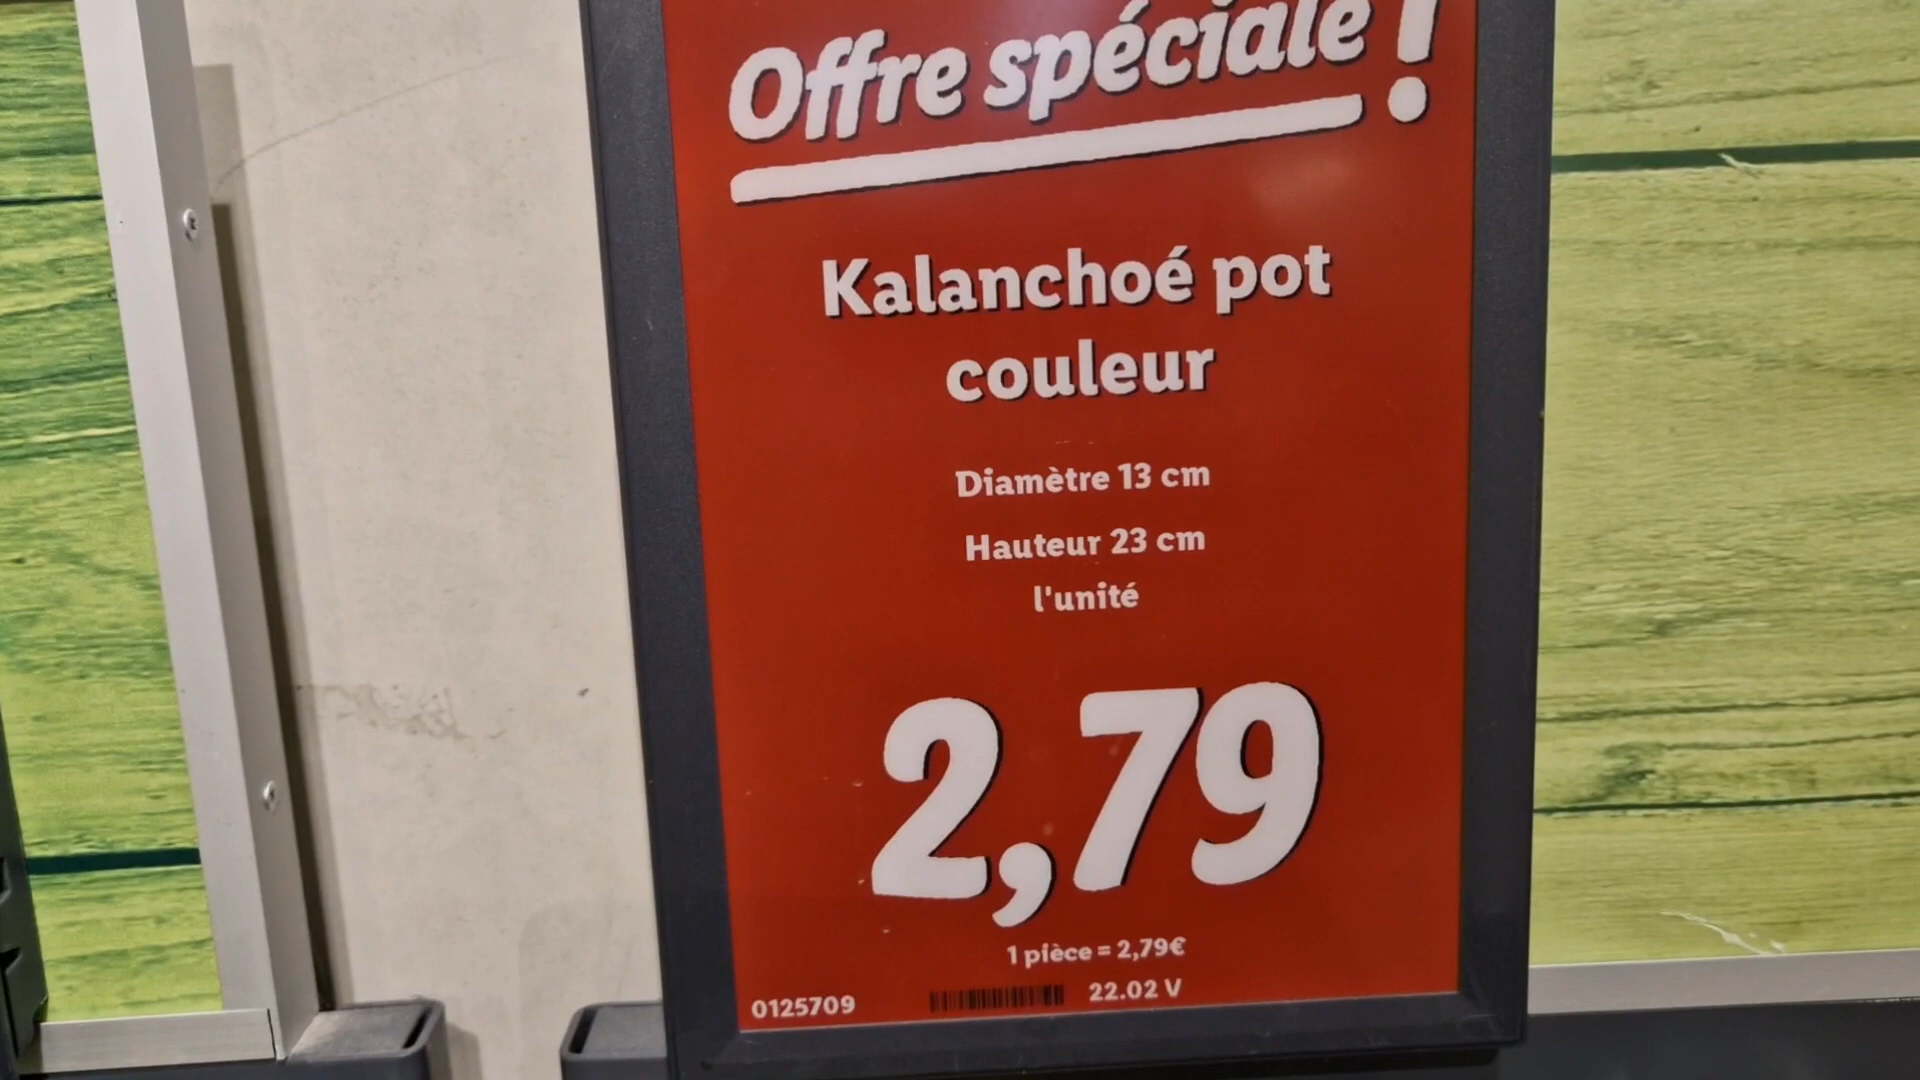 Offre spéciale !
Kalanchoé pot
couleur
Diamètre 13 cm
Hauteur 23 cm
l'unité
2,79
1 pièce = 2,79€
0125709 22.02 V